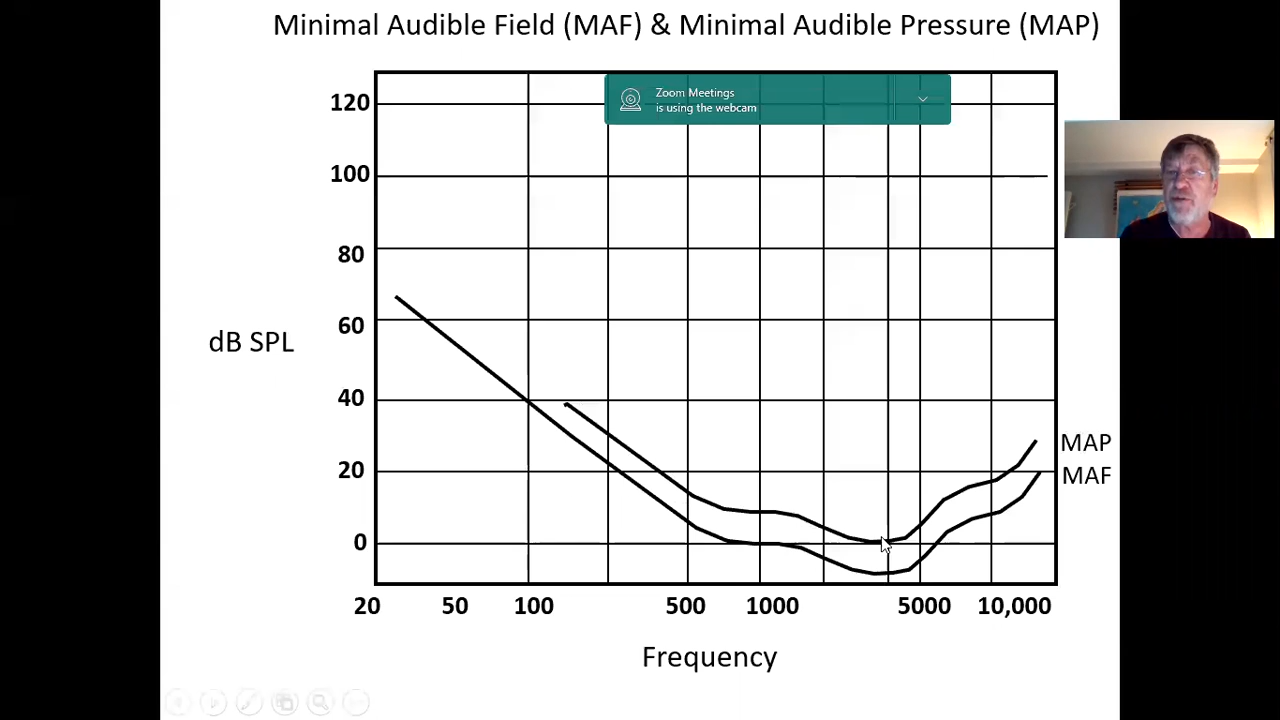 Minimal Audible Field (MAF) & Minimal Audible Pressure (MAP)
Zoom Meetings
is using the webcam
120
100
80
60
dB SPL
40
20
0
MAP
MAF
20 50 100 500 1000 5000 10,000
Frequency